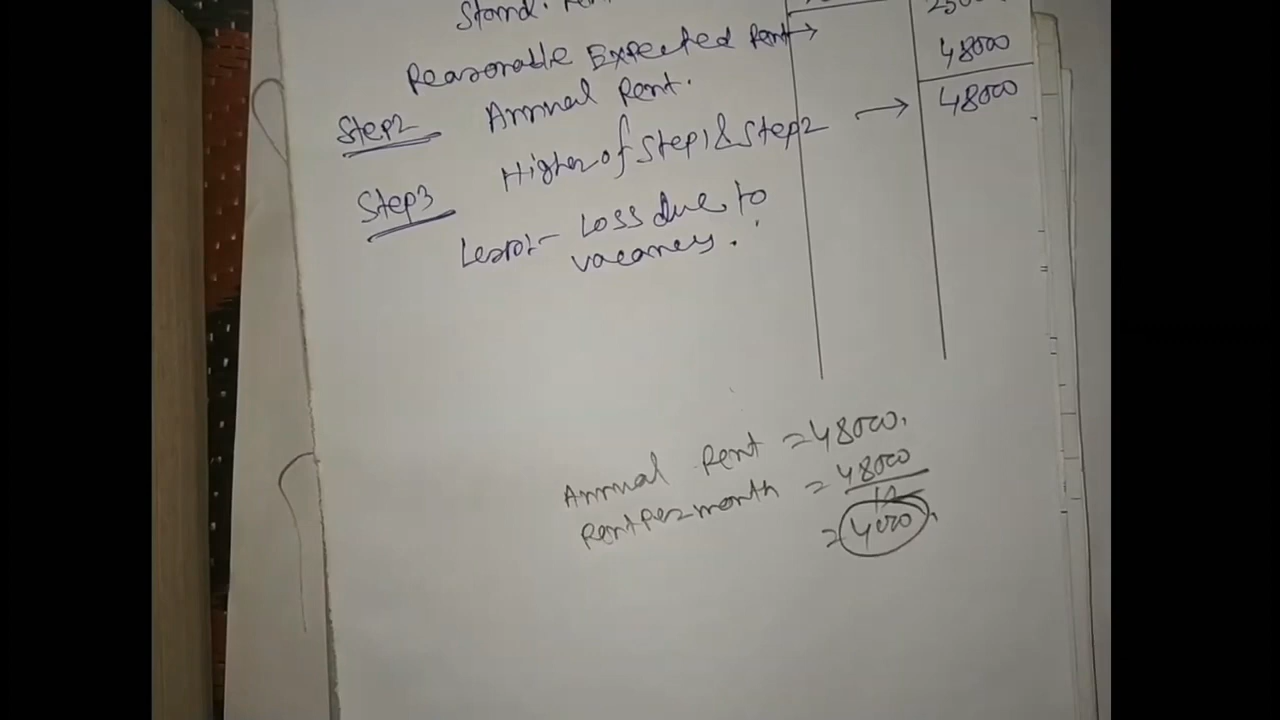 Stand.
Reasonable Expected Rent →
Step2 Annual Rent. 48000
Higher of Step1 & Step2 → 48000
Step3
Less:- Loss due to
vacancy.
Annual Rent = 48000.
Rent Per month = 48000
12
= 4000.